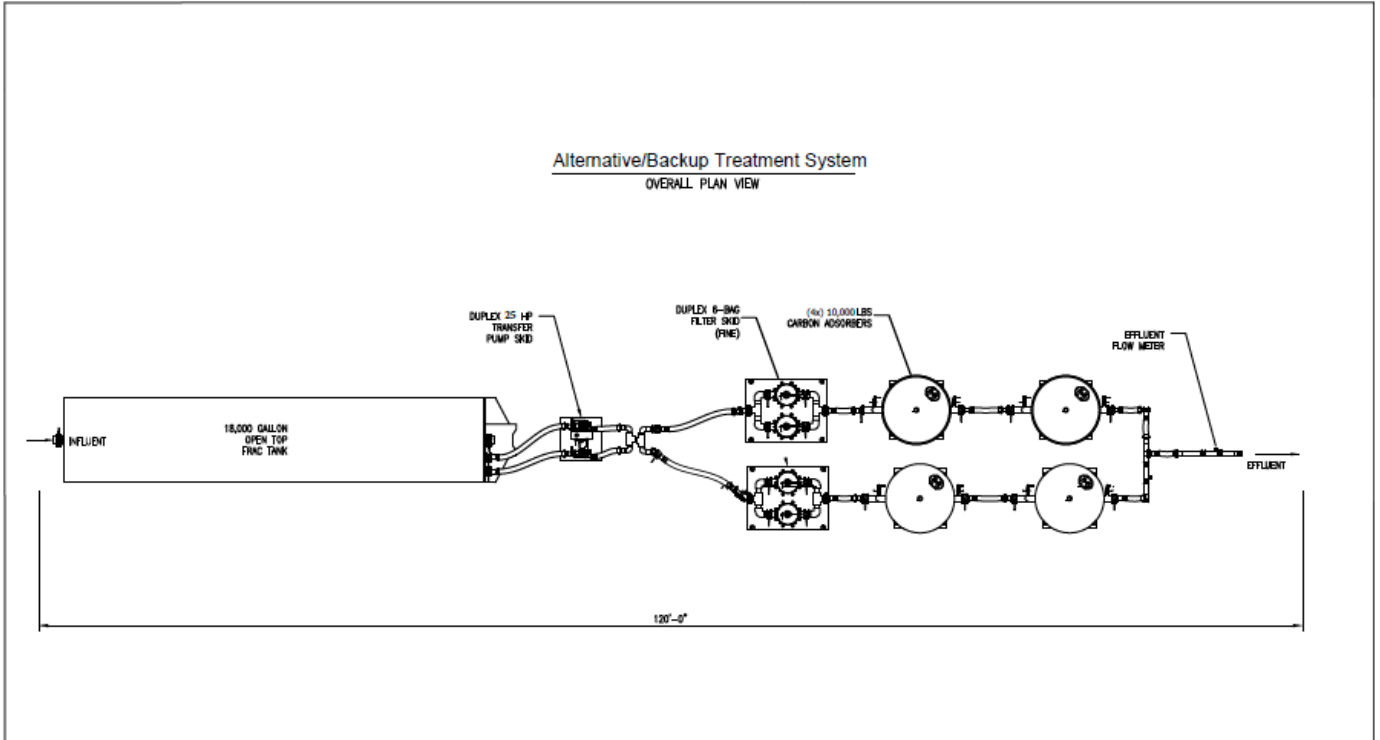 Alternative/Backup Treatment System
OVERALL PLAN VIEW
DUPLEX 25 HP
TRANSFER
PUMP SKID
DUPLEX 6-BAG
FILTER SKID
(FINE)
(4x) 10,000 LBS
CARBON ADSORBERS
EFFLUENT
FLOW METER
INFLUENT
18,000 GALLON
OPEN TOP
FRAC TANK
EFFLUENT
120'-0"